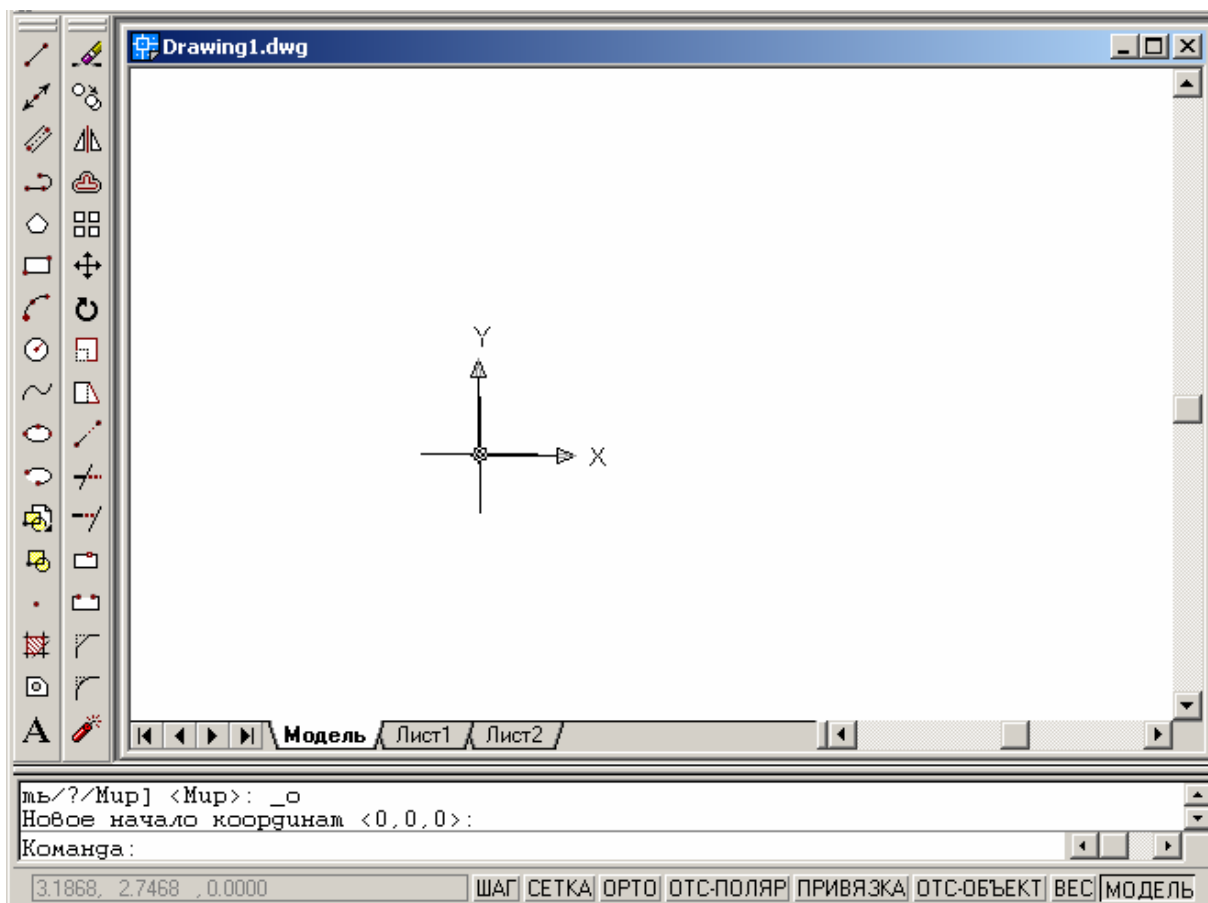 Drawing1.dwg
Y
X
A
Модель Лист1 Лист2
ть/?/Мир] <Мир>: _o
Новое начало координат <0,0,0>:
Команда:
3.1868, 2.7468 , 0.0000 ШАГ СЕТКА ОРТО ОТС-ПОЛЯР ПРИВЯЗКА ОТС-ОБЪЕКТ ВЕС МОДЕЛЬ